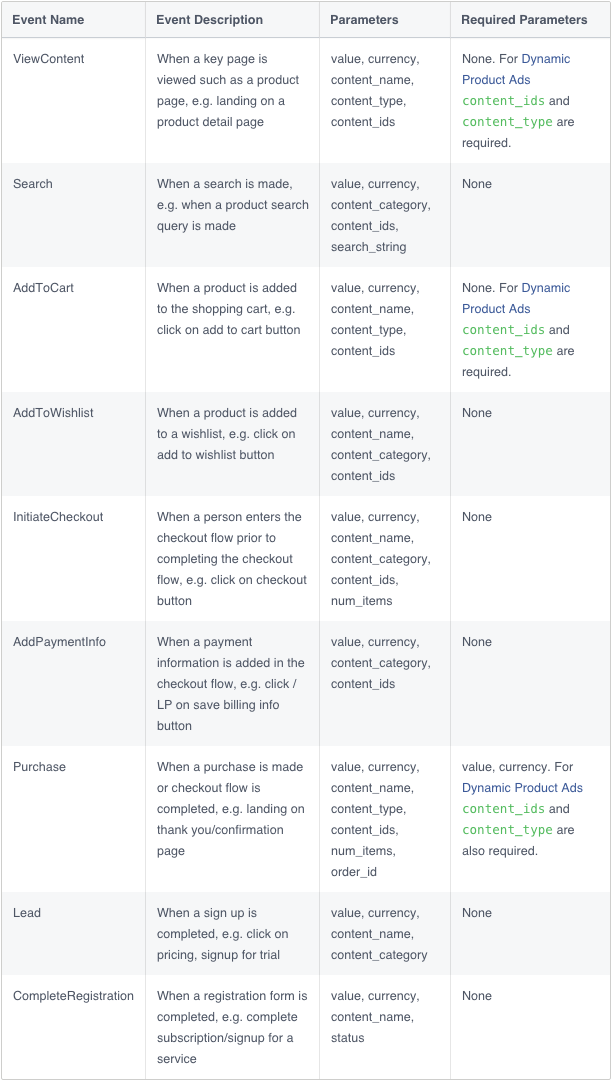 Event Name
Event Description
Parameters
Required Parameters
ViewContent
When a key page is
viewed such as a product
page, e.g. landing on a
product detail page
value, currency,
content_name,
content_type,
content_ids
None. For Dynamic
Product Ads
content_ids and
content_type are
required.
Search
When a search is made,
e.g. when a product search
query is made
value, currency,
content_category,
content_ids,
search_string
None
AddToCart
When a product is added
to the shopping cart, e.g.
click on add to cart button
value, currency,
content_name,
content_type,
content_ids
None. For Dynamic
Product Ads
content_ids and
content_type are
required.
AddToWishlist
When a product is added
to a wishlist, e.g. click on
add to wishlist button
value, currency,
content_name,
content_category,
content_ids
None
InitiateCheckout
When a person enters the
checkout flow prior to
completing the checkout
flow, e.g. click on checkout
button
value, currency,
content_name,
content_category,
content_ids,
num_items
None
AddPaymentInfo
When a payment
information is added in the
checkout flow, e.g. click /
LP on save billing info
button
value, currency,
content_category,
content_ids
None
Purchase
When a purchase is made
or checkout flow is
completed, e.g. landing on
thank you/confirmation
page
value, currency,
content_name,
content_type,
content_ids,
num_items,
order_id
value, currency. For
Dynamic Product Ads
content_ids and
content_type are
also required.
Lead
When a sign up is
completed, e.g. click on
pricing, signup for trial
value, currency,
content_name,
content_category
None
CompleteRegistration
When a registration form is
completed, e.g. complete
subscription/signup for a
service
value, currency,
content_name,
status
None